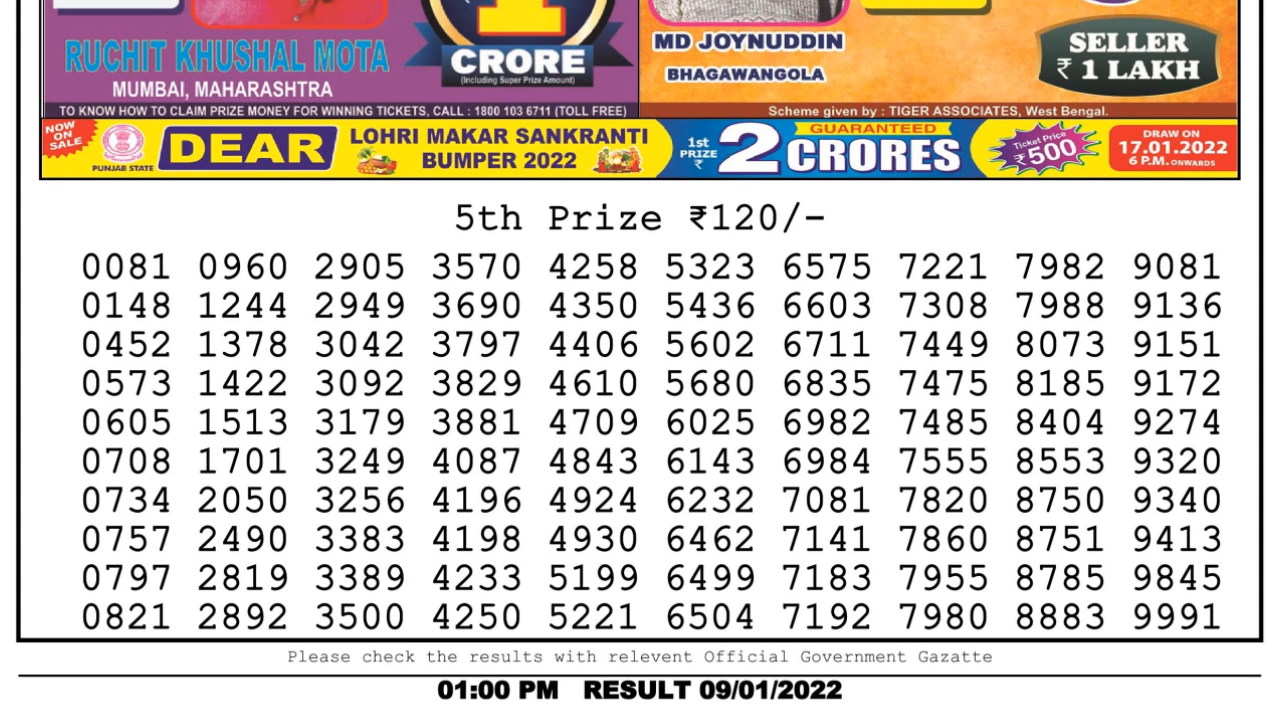 CRORE
(Including Super Prize Amount)
RUCHIT KHUSHAL MOTA
MUMBAI, MAHARASHTRA
MD JOYNUDDIN
BHAGAWANGOLA
SELLER
₹ 1 LAKH
TO KNOW HOW TO CLAIM PRIZE MONEY FOR WINNING TICKETS, CALL : 1800 103 6711 (TOLL FREE)
Scheme given by : TIGER ASSOCIATES, West Bengal.
NOW
ON
SALE
PUNJAB STATE
DEAR
LOHRI MAKAR SANKRANTI
BUMPER 2022
1st
PRIZE
₹
2
GUARANTEED
CRORES
Ticket Price
₹500
DRAW ON
17.01.2022
6 P.M. ONWARDS
5th Prize ₹120/-
0081 0960 2905 3570 4258 5323 6575 7221 7982 9081
0148 1244 2949 3690 4350 5436 6603 7308 7988 9136
0452 1378 3042 3797 4406 5602 6711 7449 8073 9151
0573 1422 3092 3829 4610 5680 6835 7475 8185 9172
0605 1513 3179 3881 4709 6025 6982 7485 8404 9274
0708 1701 3249 4087 4843 6143 6984 7555 8553 9320
0734 2050 3256 4196 4924 6232 7081 7820 8750 9340
0757 2490 3383 4198 4930 6462 7141 7860 8751 9413
0797 2819 3389 4233 5199 6499 7183 7955 8785 9845
0821 2892 3500 4250 5221 6504 7192 7980 8883 9991
Please check the results with relevent Official Government Gazatte
01:00 PM RESULT 09/01/2022